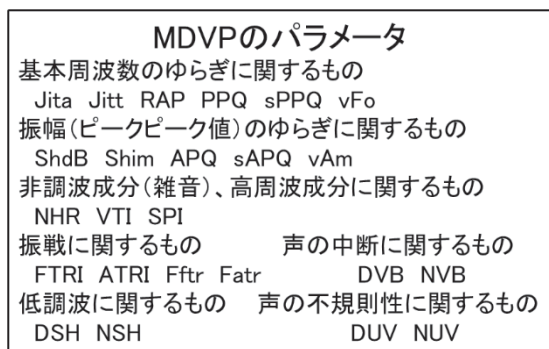 MDVPのパラメータ
基本周波数のゆらぎに関するもの
Jita Jitt RAP PPQ sPPQ vFo
振幅(ピークピーク値)のゆらぎに関するもの
ShdB Shim APQ sAPQ vAm
非調波成分(雑音)、高周波成分に関するもの
NHR VTI SPI
振戦に関するもの 声の中断に関するもの
FTRI ATRI Fftr Fatr DVB NVB
低調波に関するもの 声の不規則性に関するもの
DSH NSH DUV NUV